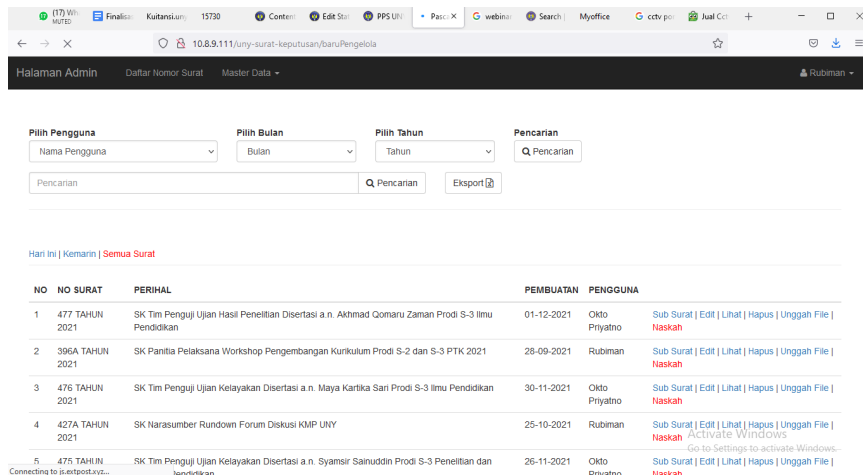 (17) Wh
MUTED
Finalisa
Kuitansi.uny
15730
Content
Edit Stat
PPS UN
Pasca
G webinar
Search |
Myoffice
G cctv por
Jual Cct
10.8.9.111/uny-surat-keputusan/baruPengelola
Halaman Admin Daftar Nomor Surat Master Data Rubiman
Pilih Pengguna Pilih Bulan Pilih Tahun Pencarian
Nama Pengguna Bulan Tahun Pencarian
Pencarian Pencarian Eksport
Hari Ini | Kemarin | Semua Surat
NO NO SURAT PERIHAL PEMBUATAN PENGGUNA
1 477 TAHUN SK Tim Penguji Ujian Hasil Penelitian Disertasi a.n. Akhmad Qomaru Zaman Prodi S-3 Ilmu 01-12-2021 Okto Sub Surat | Edit | Lihat | Hapus | Unggah File |
2021 Pendidikan Priyatno Naskah
2 396A TAHUN SK Panitia Pelaksana Workshop Pengembangan Kurikulum Prodi S-2 dan S-3 PTK 2021 28-09-2021 Rubiman Sub Surat | Edit | Lihat | Hapus | Unggah File |
2021 Naskah
3 476 TAHUN SK Tim Penguji Ujian Kelayakan Disertasi a.n. Maya Kartika Sari Prodi S-3 Ilmu Pendidikan 30-11-2021 Okto Sub Surat | Edit | Lihat | Hapus | Unggah File |
2021 Priyatno Naskah
4 427A TAHUN SK Narasumber Rundown Forum Diskusi KMP UNY 25-10-2021 Rubiman Sub Surat | Edit | Lihat | Hapus | Unggah File |
2021 Naskah
Activate Windows
Go to Settings to activate Windows.
5 475 TAHUN SK Tim Penguji Ujian Kelayakan Disertasi a.n. Syamsir Sainuddin Prodi S-3 Penelitian dan 26-11-2021 Okto Sub Surat | Edit | Lihat | Hapus | Unggah File |
Priyatno Naskah
Connecting to js.extpost.xyz...